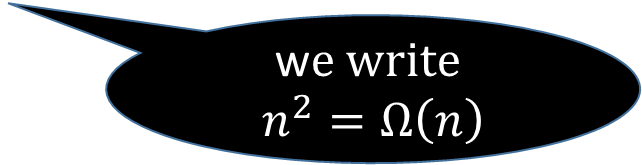 we write
n² = Ω(n)